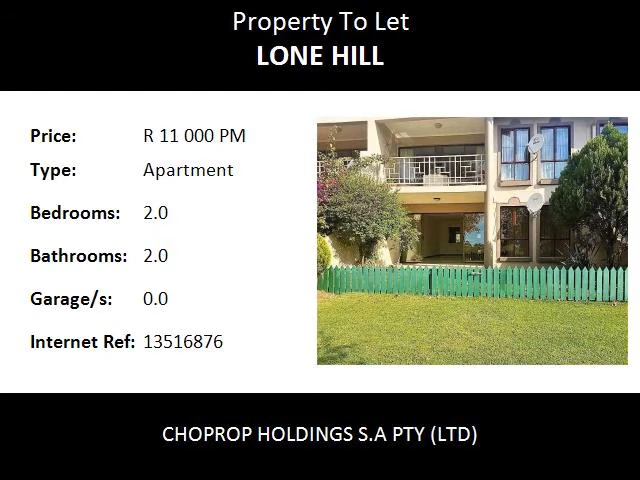 Property To Let
LONE HILL
Price: R 11 000 PM
Type: Apartment
Bedrooms: 2.0
Bathrooms: 2.0
Garage/s: 0.0
Internet Ref: 13516876
CHOPROP HOLDINGS S.A PTY (LTD)